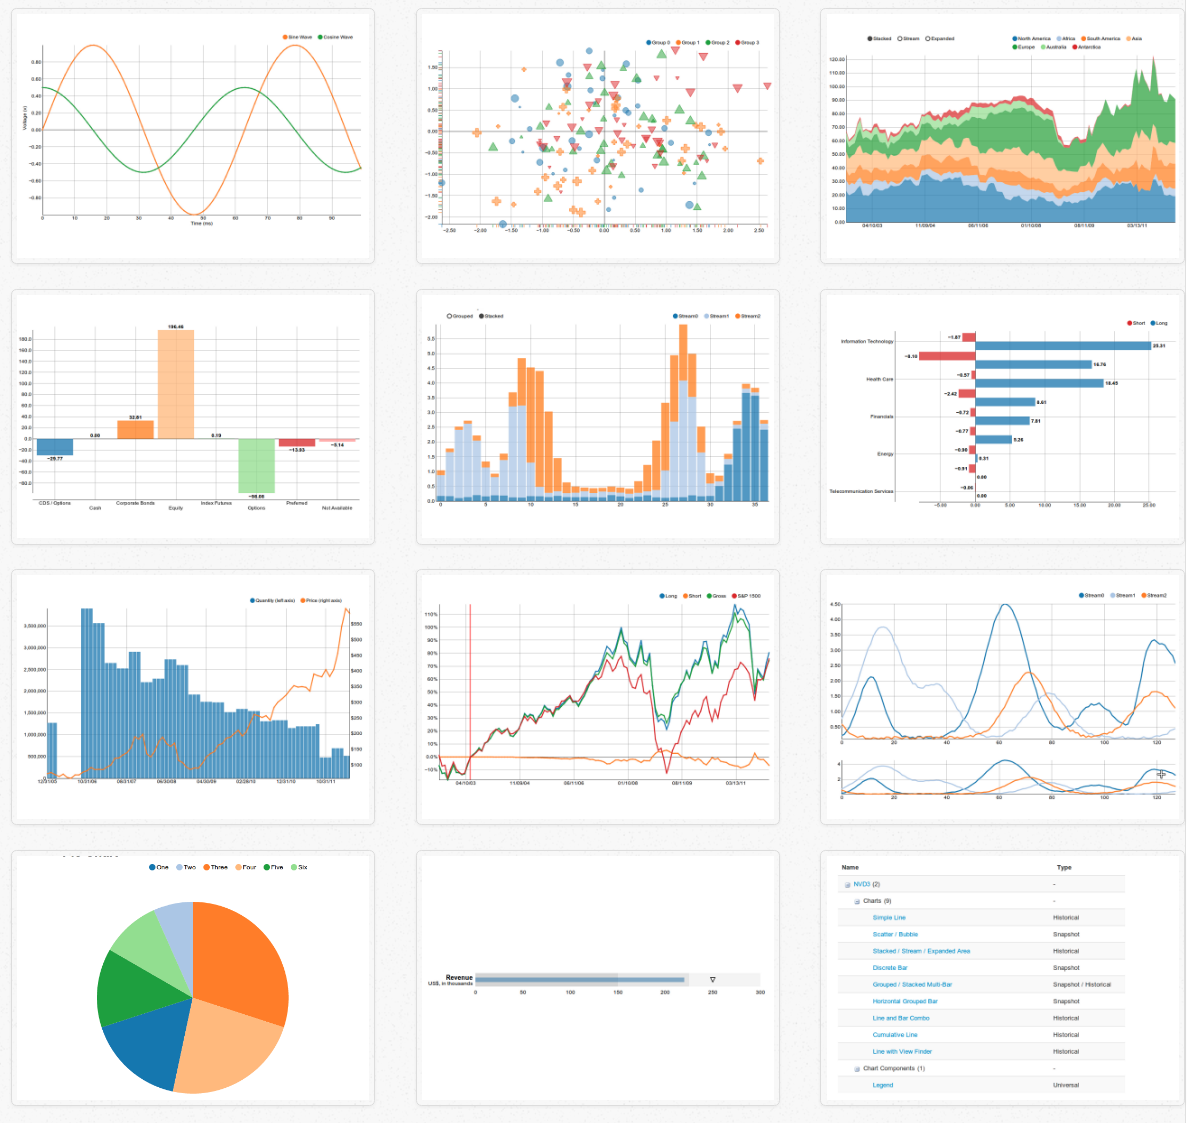 Sine Wave Cosine Wave
0.80
0.60
0.40
0.20
0.00
−0.20
−0.40
−0.60
−0.80
Voltage (v)
0 10 20 30 40 50 60 70 80 90
Time (ms)
Group 0 Group 1 Group 2 Group 3
1.50
1.00
0.50
0.00
−0.50
−1.00
−1.50
−2.00
−2.50 −2.00 −1.50 −1.00 −0.50 0.00 0.50 1.00 1.50 2.00 2.50
Stacked Stream Expanded
North America Africa South America Asia
Europe Australia Antarctica
120.00
110.00
100.00
90.00
80.00
70.00
60.00
50.00
40.00
30.00
20.00
10.00
0.00
04/10/03 11/09/04 06/11/06 01/10/08 08/11/09 03/13/11
196.46
180.0
160.0
140.0
120.0
100.0
80.0
60.0
40.0
20.0
0.0
−20.0
−40.0
−60.0
−80.0
−29.77
0.00
32.81
0.19
−98.08
−13.93
−5.14
CDS / Options
Cash
Corporate Bonds
Equity
Index Futures
Options
Preferred
Not Available
Grouped Stacked
Stream0 Stream1 Stream2
5.5
5.0
4.5
4.0
3.5
3.0
2.5
2.0
1.5
1.0
0.5
0.0
0 5 10 15 20 25 30 35
Short Long
Information Technology
−1.87
25.31
−8.10
16.76
Health Care
−0.57
18.45
−2.42
8.61
Financials
−0.72
7.81
−0.77
5.26
Energy
0.31
−0.91
0.00
Telecommunication Services
0.00
−5.00 0.00 5.00 10.00 15.00 20.00 25.00
Quantity (left axis) Price (right axis)
3,500,000
3,000,000
2,500,000
2,000,000
1,500,000
1,000,000
500,000
0
$550
$500
$450
$400
$350
$300
$250
$200
$150
$100
12/31/05 10/31/06 08/31/07 06/30/08 04/30/09 02/28/10 12/31/10 10/31/11
Long Short Gross S&P 1500
110%
100%
90%
80%
70%
60%
50%
40%
30%
20%
10%
0.0%
−10%
04/10/03 11/09/04 06/11/06 01/10/08 08/11/09 03/13/11
Stream0 Stream1 Stream2
4.50
4.00
3.50
3.00
2.50
2.00
1.50
1.00
0.50
0 20 40 60 80 100 120
4
2
0 20 40 60 80 100 120
One Two Three Four Five Six
Revenue
US$, in thousands
0 50 100 150 200 250 300
Name Type
NVD3 (2) -
Charts (9) -
Simple Line Historical
Scatter / Bubble Snapshot
Stacked / Stream / Expanded Area Historical
Discrete Bar Snapshot
Grouped / Stacked Multi-Bar Snapshot / Historical
Horizontal Grouped Bar Snapshot
Line and Bar Combo Historical
Cumulative Line Historical
Line with View Finder Historical
Chart Components (1) -
Legend Universal